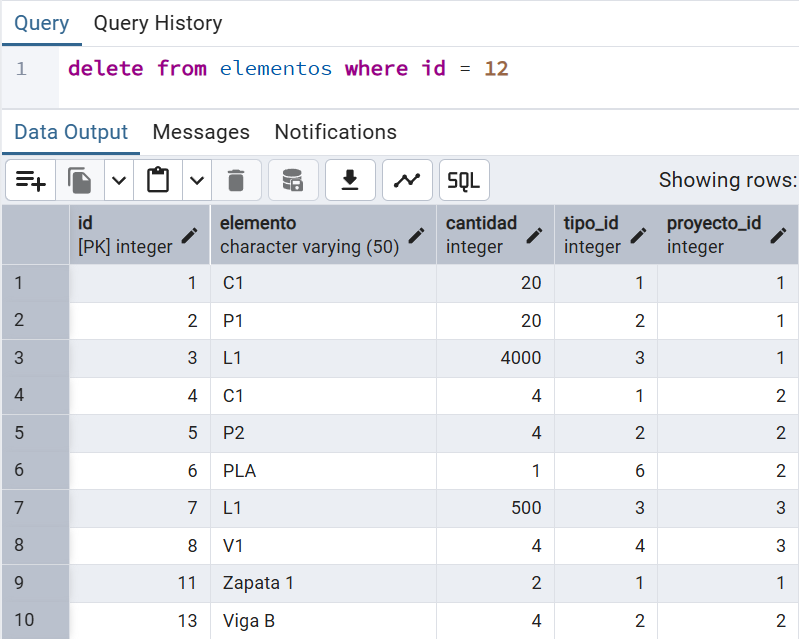 Query Query History
1 delete from elementos where id = 12
Data Output Messages Notifications
SQL Showing rows:
id elemento cantidad tipo_id proyecto_id
[PK] integer character varying (50) integer integer integer
1 1 C1 20 1 1
2 2 P1 20 2 1
3 3 L1 4000 3 1
4 4 C1 4 1 2
5 5 P2 4 2 2
6 6 PLA 1 6 2
7 7 L1 500 3 3
8 8 V1 4 4 3
9 11 Zapata 1 2 1 1
10 13 Viga B 4 2 2